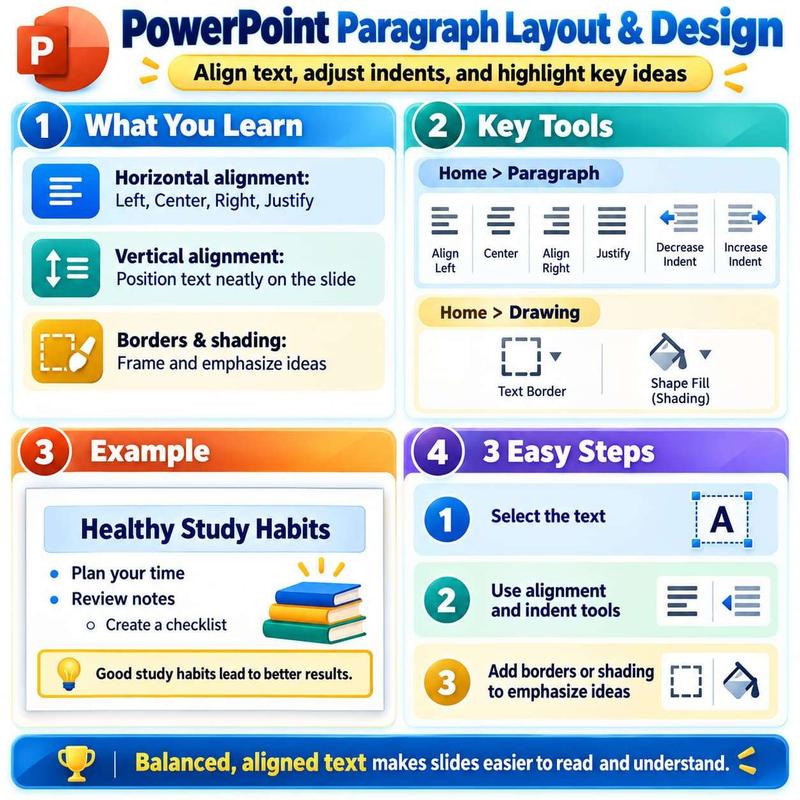 P
PowerPoint Paragraph Layout & Design
Align text, adjust indents, and highlight key ideas
1 What You Learn
Horizontal alignment:
Left, Center, Right, Justify
Vertical alignment:
Position text neatly on the slide
Borders & shading:
Frame and emphasize ideas
2 Key Tools
Home > Paragraph
Align
Left
Center
Align
Right
Justify
Decrease
Indent
Increase
Indent
Home > Drawing
Text Border
Shape Fill
(Shading)
3 Example
Healthy Study Habits
• Plan your time
• Review notes
○ Create a checklist
Good study habits lead to better results.
4 3 Easy Steps
1 Select the text
A
2 Use alignment
and indent tools
3 Add borders or shading
to emphasize ideas
Balanced, aligned text makes slides easier to read and understand.